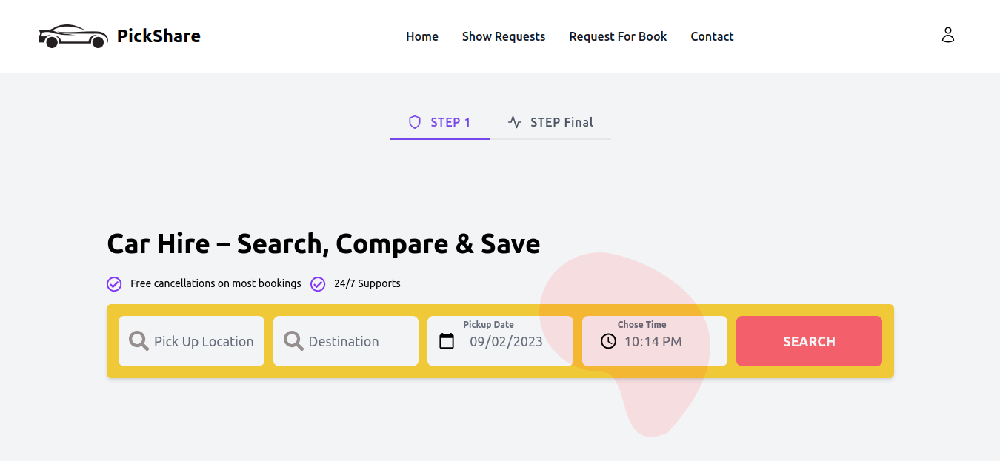 PickShare
Home Show Requests Request For Book Contact
STEP 1 STEP Final
Car Hire – Search, Compare & Save
Free cancellations on most bookings 24/7 Supports
Pickup Date Chose Time
Pick Up Location Destination 09/02/2023 10:14 PM SEARCH